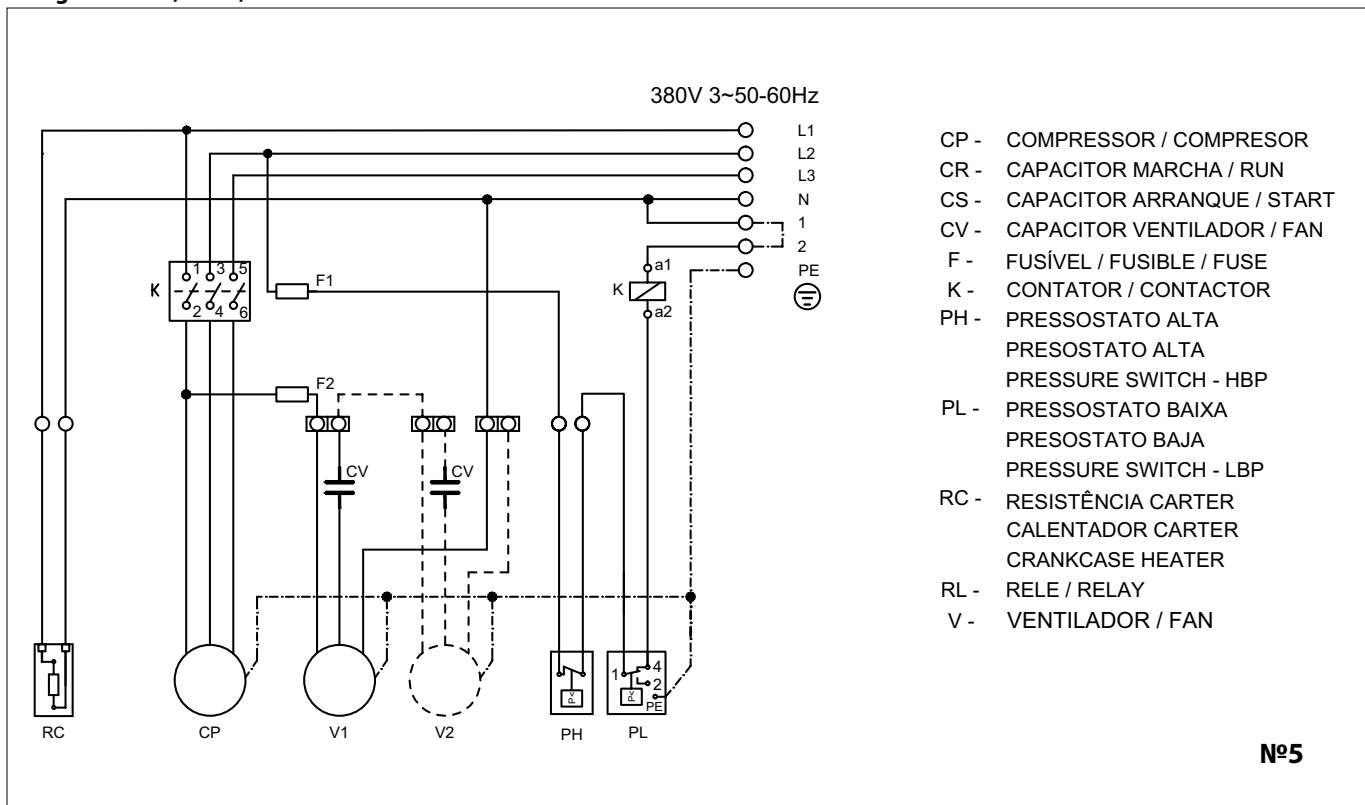 380V 3~50-60Hz
L1
L2
L3
N
1
2
PE
1 3 5
K
2 4 6
F1
K
a1
a2
F2
CV
CV
P<
1
4
2
P<
PE
RC
CP
V1
V2
PH
PL
CP - COMPRESSOR / COMPRESOR
CR - CAPACITOR MARCHA / RUN
CS - CAPACITOR ARRANQUE / START
CV - CAPACITOR VENTILADOR / FAN
F - FUSÍVEL / FUSIBLE / FUSE
K - CONTATOR / CONTACTOR
PH - PRESSOSTATO ALTA
PRESOSTATO ALTA
PRESSURE SWITCH - HBP
PL - PRESSOSTATO BAIXA
PRESOSTATO BAJA
PRESSURE SWITCH - LBP
RC - RESISTÊNCIA CARTER
CALENTADOR CARTER
CRANKCASE HEATER
RL - RELE / RELAY
V - VENTILADOR / FAN
Nº5